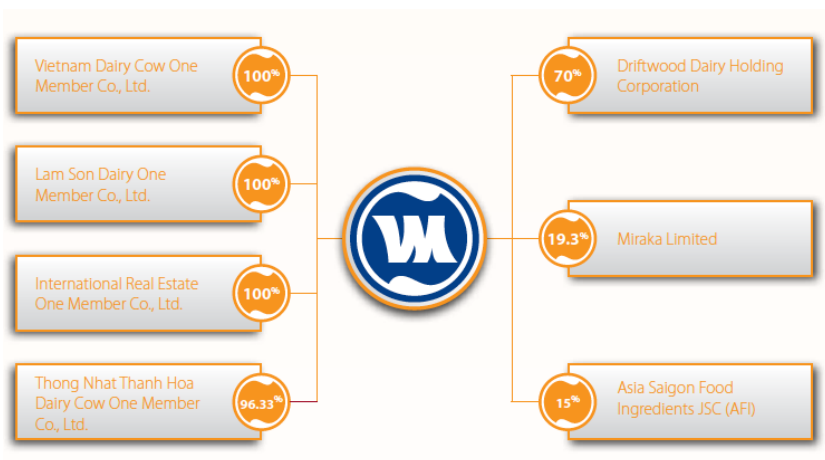 Vietnam Dairy Cow One
Member Co., Ltd.
100%
Lam Son Dairy One
Member Co., Ltd.
100%
International Real Estate
One Member Co., Ltd.
100%
Thong Nhat Thanh Hoa
Dairy Cow One Member
Co., Ltd.
96.33%
VM
70%
Driftwood Dairy Holding
Corporation
19.3%
Miraka Limited
15%
Asia Saigon Food
Ingredients JSC (AFI)